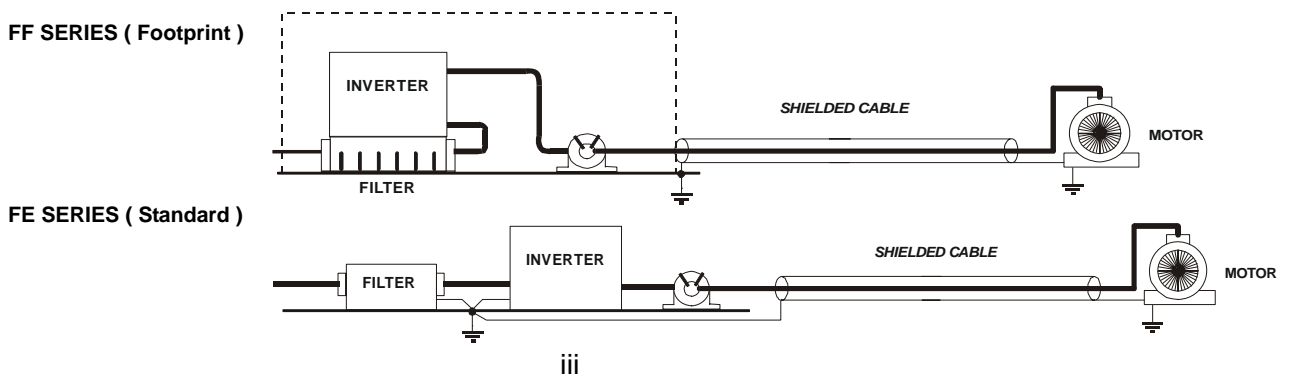 FF SERIES ( Footprint )
INVERTER
SHIELDED CABLE
MOTOR
FILTER
FE SERIES ( Standard )
FILTER
INVERTER
SHIELDED CABLE
MOTOR
iii